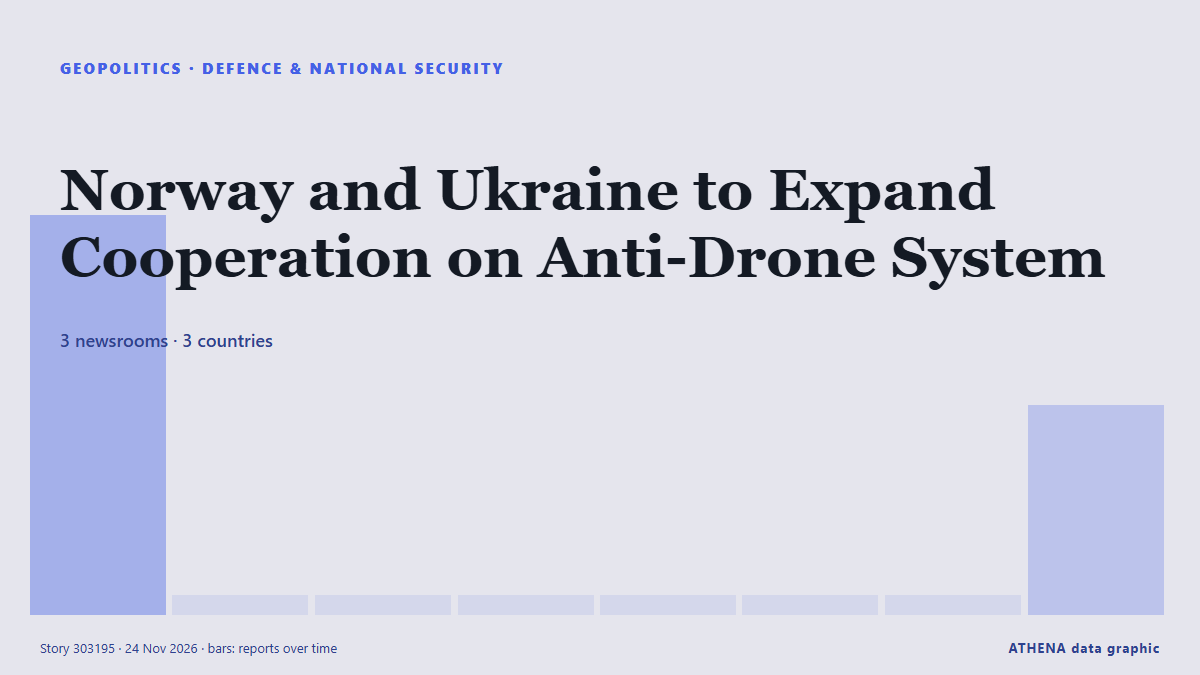 GEOPOLITICS · DEFENCE & NATIONAL SECURITY
Norway and Ukraine to Expand
Cooperation on Anti-Drone System
3 newsrooms · 3 countries
Story 303195 · 24 Nov 2026 · bars: reports over time
ATHENA data graphic